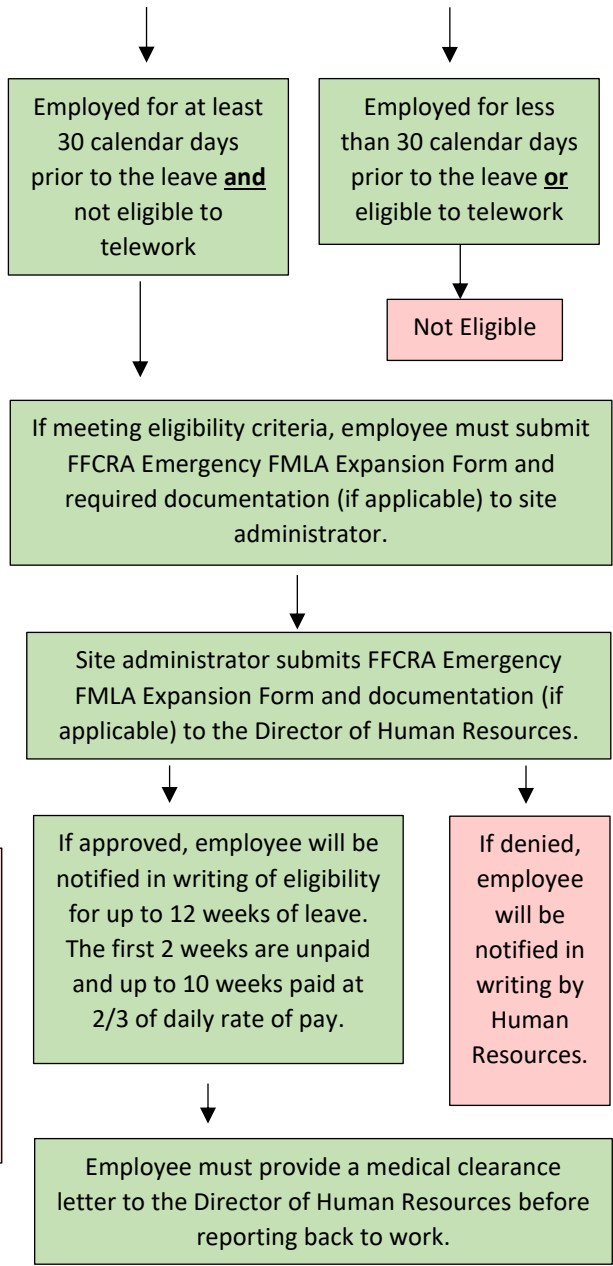 Employed for at least
30 calendar days
prior to the leave and
not eligible to
telework
Employed for less
than 30 calendar days
prior to the leave or
eligible to telework
Not Eligible
If meeting eligibility criteria, employee must submit
FFCRA Emergency FMLA Expansion Form and
required documentation (if applicable) to site
administrator.
Site administrator submits FFCRA Emergency
FMLA Expansion Form and documentation (if
applicable) to the Director of Human Resources.
If approved, employee will be
notified in writing of eligibility
for up to 12 weeks of leave.
The first 2 weeks are unpaid
and up to 10 weeks paid at
2/3 of daily rate of pay.
If denied,
employee
will be
notified in
writing by
Human
Resources.
Employee must provide a medical clearance
letter to the Director of Human Resources before
reporting back to work.